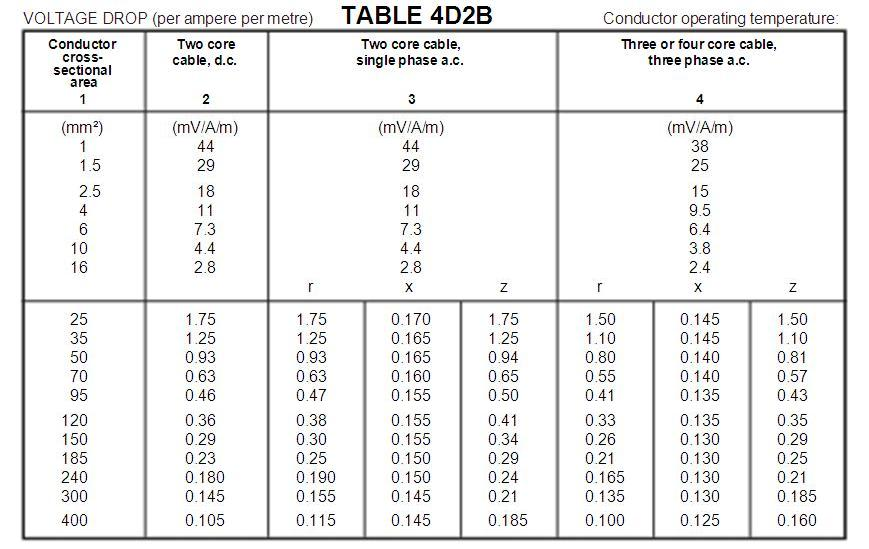 VOLTAGE DROP (per ampere per metre) TABLE 4D2B Conductor operating temperature:
Conductor cross-sectional area 1 Two core cable, d.c. 2 Two core cable, single phase a.c. 3 Three or four core cable, three phase a.c. 4
(mm²) (mV/A/m) (mV/A/m) (mV/A/m)
1 44 44 38
1.5 29 29 25
2.5 18 18 15
4 11 11 9.5
6 7.3 7.3 6.4
10 4.4 4.4 3.8
16 2.8 2.8 2.4
r x z r x z
25 1.75 1.75 0.170 1.75 1.50 0.145 1.50
35 1.25 1.25 0.165 1.25 1.10 0.145 1.10
50 0.93 0.93 0.165 0.94 0.80 0.140 0.81
70 0.63 0.63 0.160 0.65 0.55 0.140 0.57
95 0.46 0.47 0.155 0.50 0.41 0.135 0.43
120 0.36 0.38 0.155 0.41 0.33 0.135 0.35
150 0.29 0.30 0.155 0.34 0.26 0.130 0.29
185 0.23 0.25 0.150 0.29 0.21 0.130 0.25
240 0.180 0.190 0.150 0.24 0.165 0.130 0.21
300 0.145 0.155 0.145 0.21 0.135 0.130 0.185
400 0.105 0.115 0.145 0.185 0.100 0.125 0.160